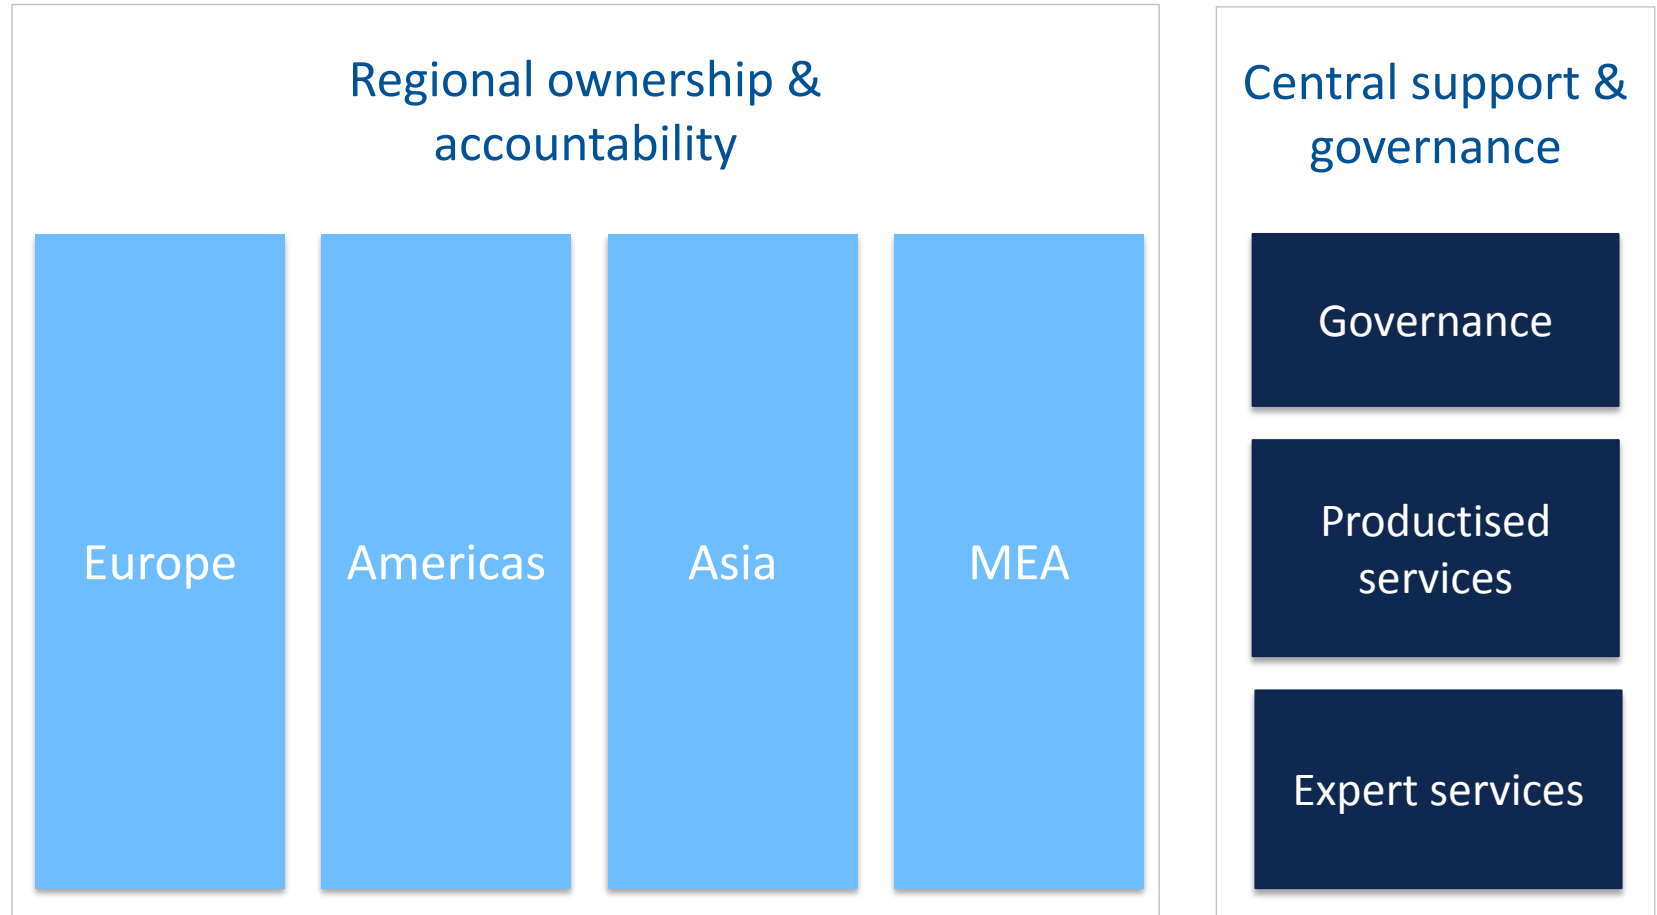 Regional ownership &
accountability
Europe
Americas
Asia
MEA
Central support &
governance
Governance
Productised
services
Expert services